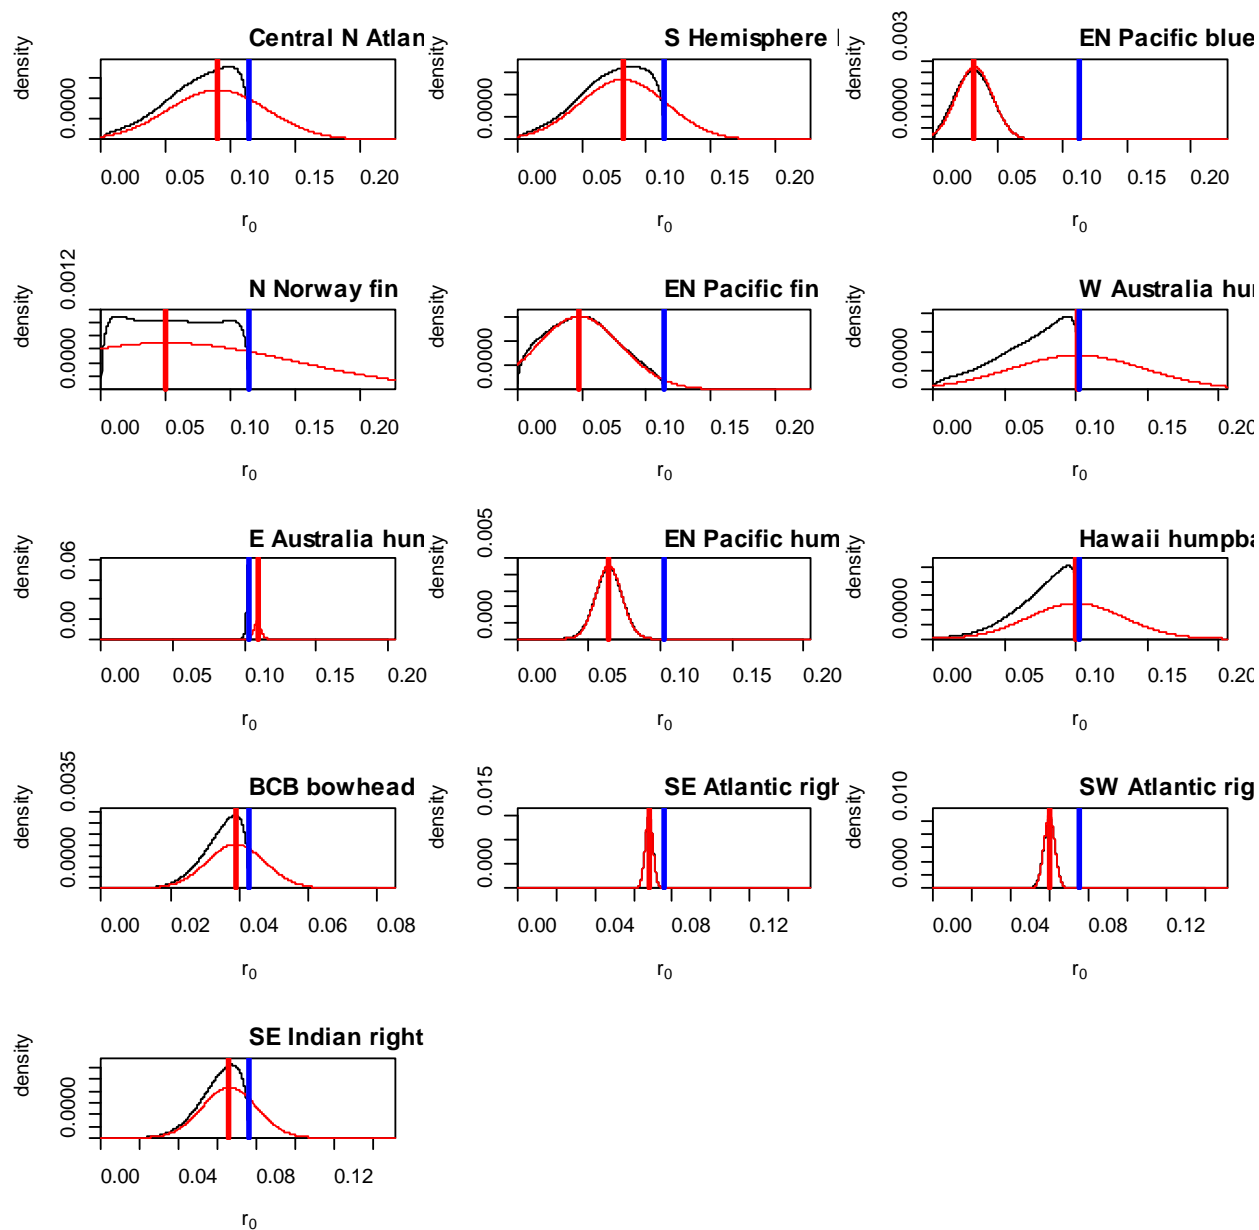 Central N Atlan
density
0.0000
0.00 0.05 0.10 0.15 0.20
r0
S Hemisphere
density
0.0000
0.00 0.05 0.10 0.15 0.20
r0
EN Pacific blue
density
0.0000 0.003
0.00 0.05 0.10 0.15 0.20
r0
N Norway fin
density
0.0000 0.0012
0.00 0.05 0.10 0.15 0.20
r0
EN Pacific fin
density
0.0000
0.00 0.05 0.10 0.15 0.20
r0
W Australia hu
density
0.0000
0.00 0.05 0.10 0.15 0.20
r0
E Australia hun
density
0.00 0.06
0.00 0.05 0.10 0.15 0.20
r0
EN Pacific hum
density
0.000 0.005
0.00 0.05 0.10 0.15 0.20
r0
Hawaii humpba
density
0.0000
0.00 0.05 0.10 0.15 0.20
r0
BCB bowhead
density
0.0000 0.0035
0.00 0.02 0.04 0.06 0.08
r0
SE Atlantic righ
density
0.000 0.015
0.00 0.04 0.08 0.12
r0
SW Atlantic rig
density
0.000 0.010
0.00 0.04 0.08 0.12
r0
SE Indian right
density
0.0000
0.00 0.04 0.08 0.12
r0